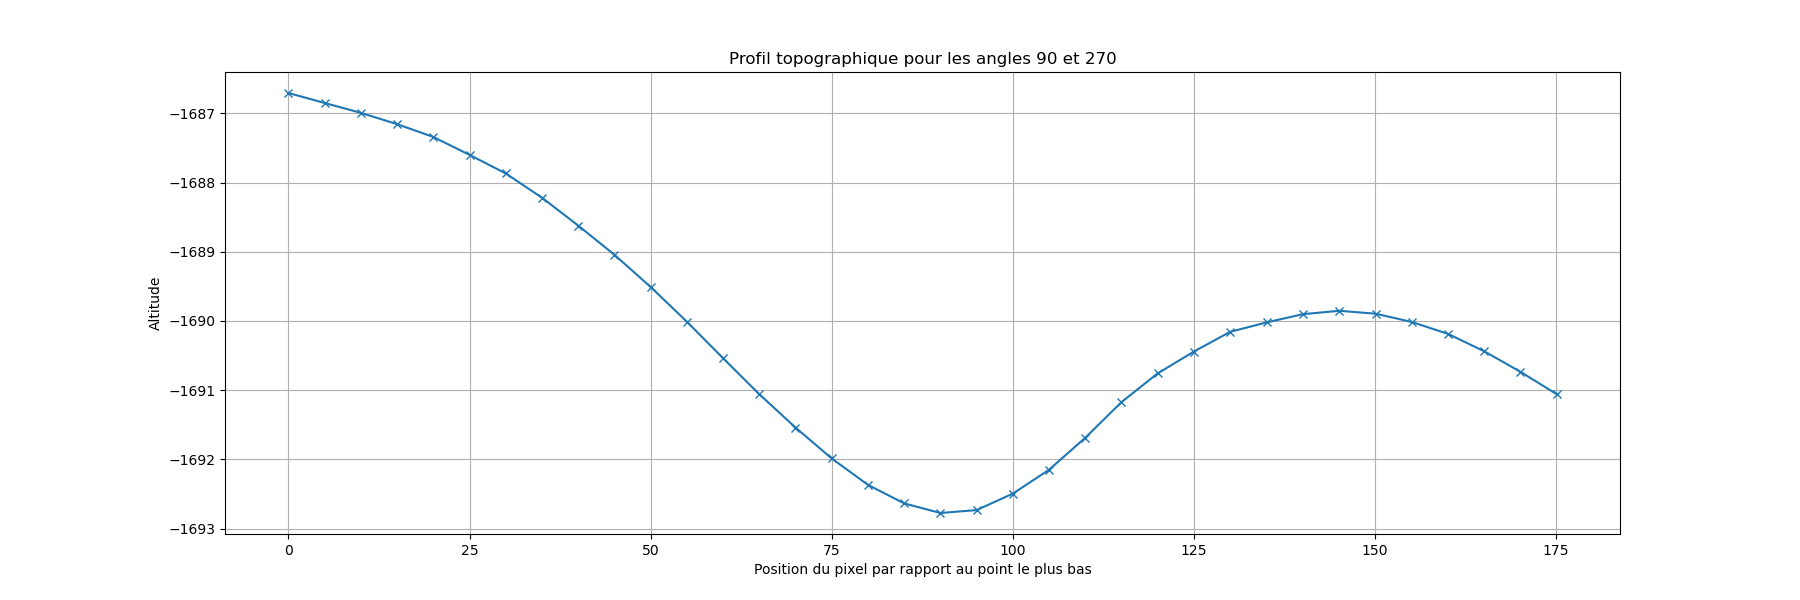 Profil topographique pour les angles 90 et 270
Altitude
−1687
−1688
−1689
−1690
−1691
−1692
−1693
0 25 50 75 100 125 150 175
Position du pixel par rapport au point le plus bas